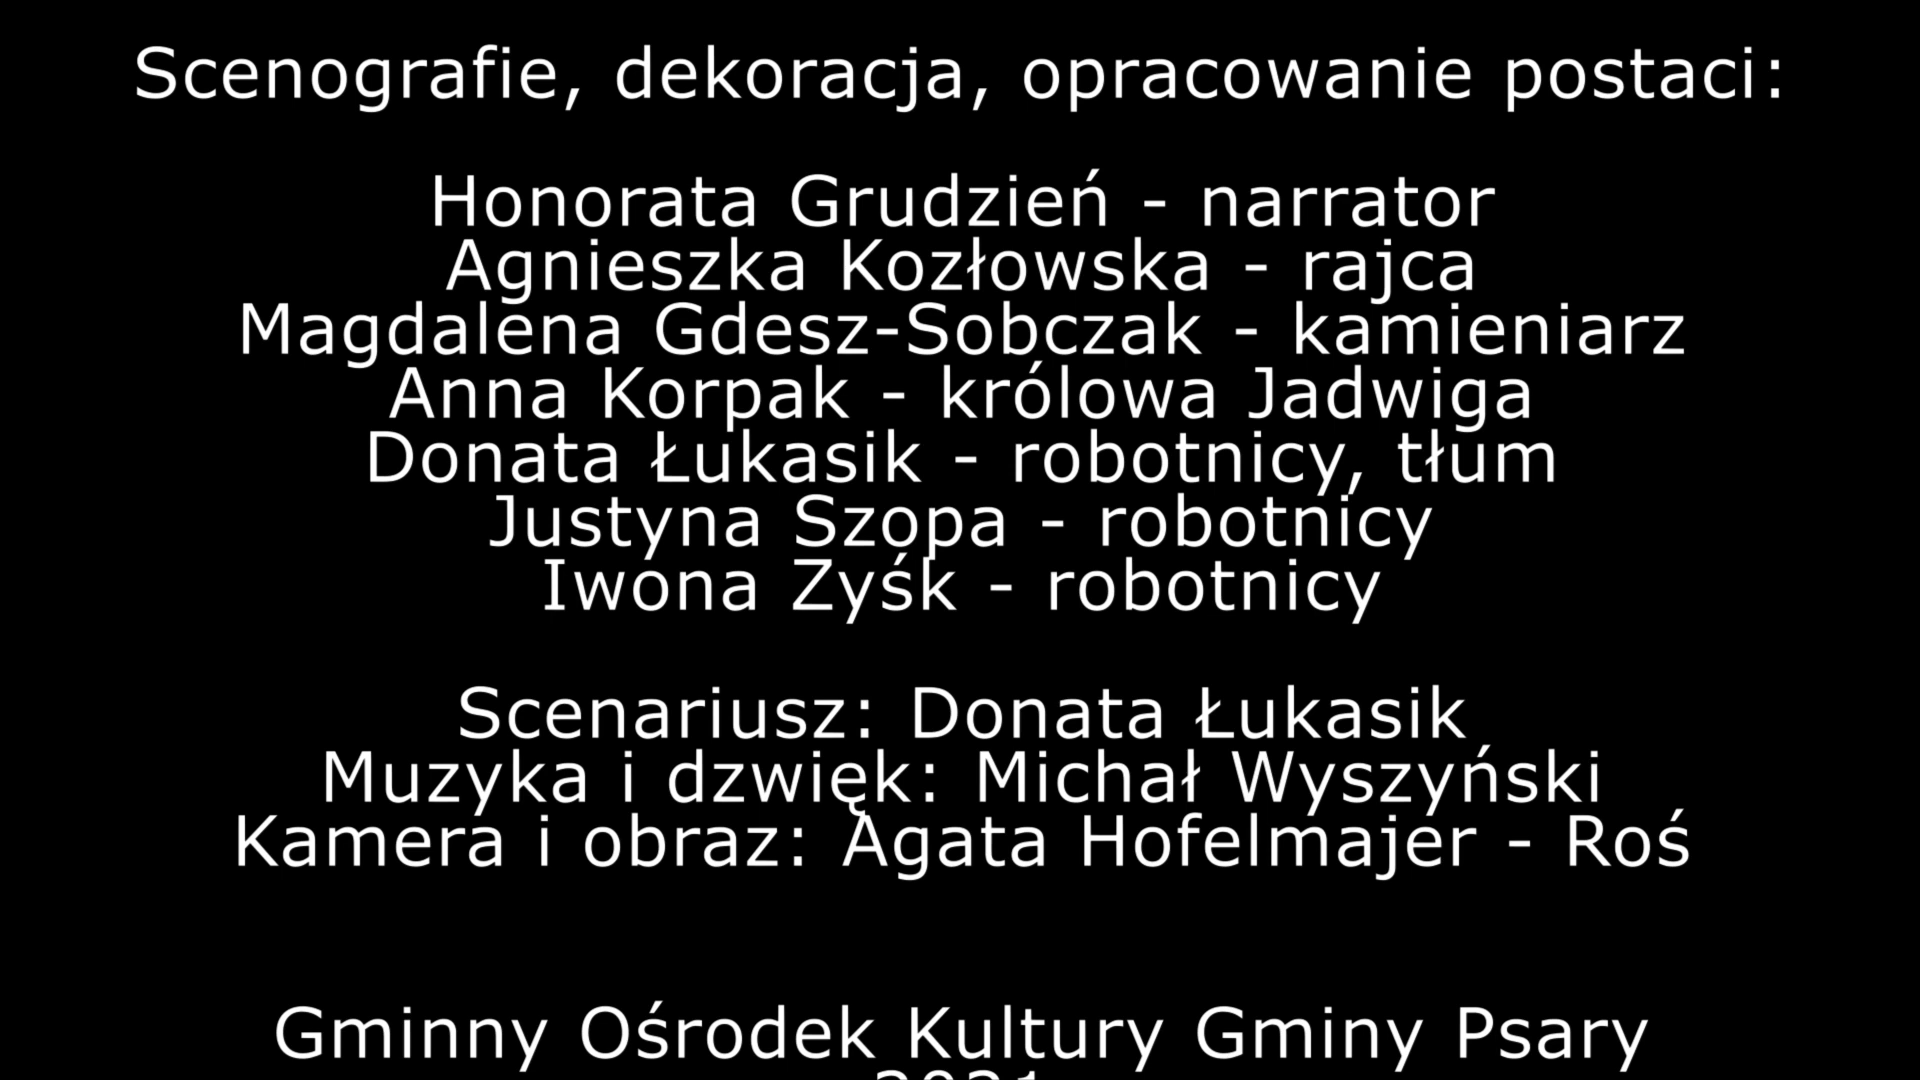 Scenografie, dekoracja, opracowanie postaci:
Honorata Grudzień - narrator
Agnieszka Kozłowska - rajca
Magdalena Gdesz-Sobczak - kamieniarz
Anna Korpak - królowa Jadwiga
Donata Łukasik - robotnicy, tłum
Justyna Szopa - robotnicy
Iwona Zyśk - robotnicy
Scenariusz: Donata Łukasik
Muzyka i dzwięk: Michał Wyszyński
Kamera i obraz: Agata Hofelmajer - Roś
Gminny Ośrodek Kultury Gminy Psary